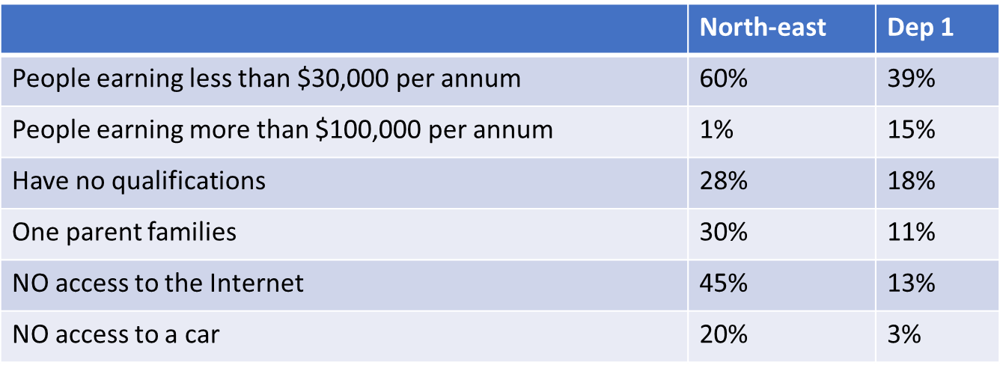 North-east Dep 1
People earning less than $30,000 per annum 60% 39%
People earning more than $100,000 per annum 1% 15%
Have no qualifications 28% 18%
One parent families 30% 11%
NO access to the Internet 45% 13%
NO access to a car 20% 3%